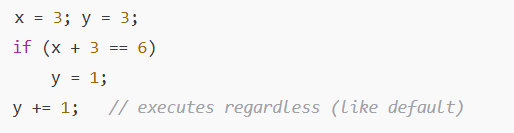 x = 3; y = 3;
if (x + 3 == 6)
    y = 1;
y += 1;   // executes regardless (like default)